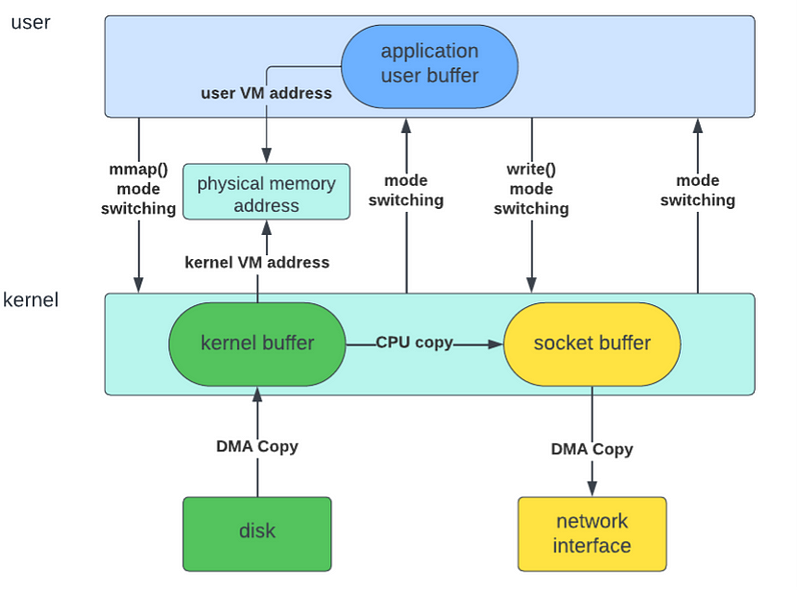 user
application
user buffer
user VM address
mmap()
mode
switching
physical memory
address
mode
switching
write()
mode
switching
mode
switching
kernel VM address
kernel
kernel buffer
CPU copy
socket buffer
DMA Copy
DMA Copy
disk
network
interface